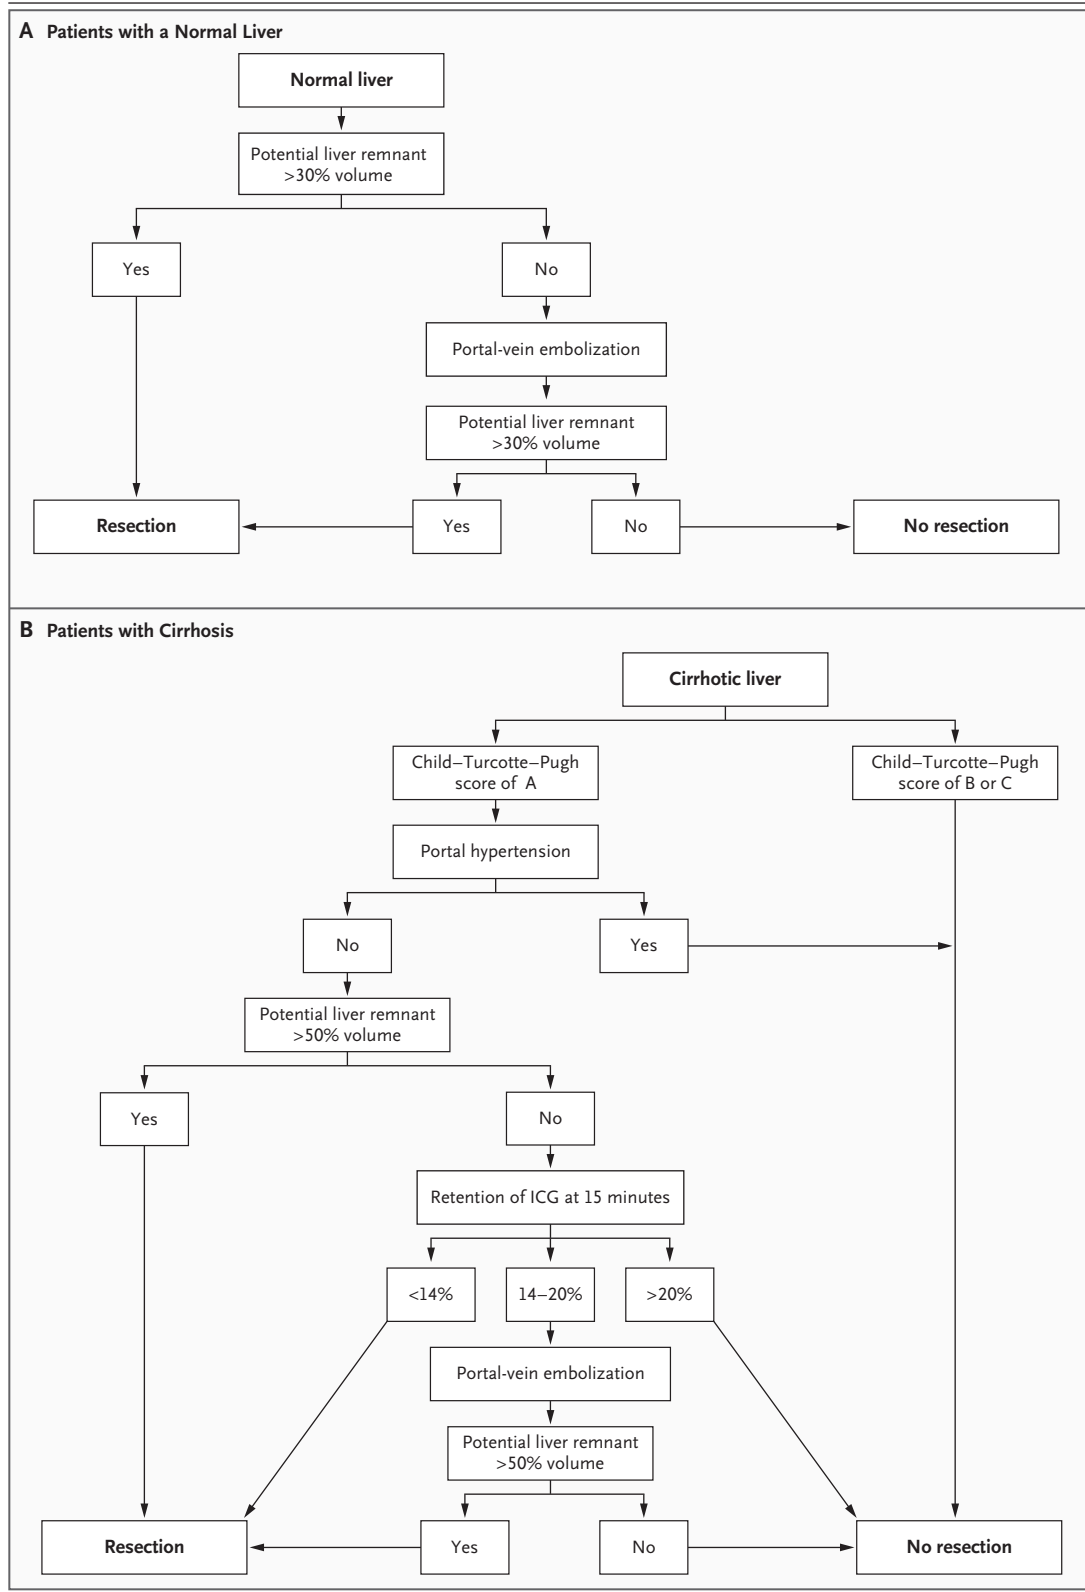 A Patients with a Normal Liver
Normal liver
Potential liver remnant
>30% volume
Yes
No
Portal-vein embolization
Potential liver remnant
>30% volume
Resection
Yes
No
No resection
B Patients with Cirrhosis
Cirrhotic liver
Child–Turcotte–Pugh
score of A
Child–Turcotte–Pugh
score of B or C
Portal hypertension
No
Yes
Potential liver remnant
>50% volume
Yes
No
Retention of ICG at 15 minutes
<14%
14–20%
>20%
Portal-vein embolization
Potential liver remnant
>50% volume
Resection
Yes
No
No resection